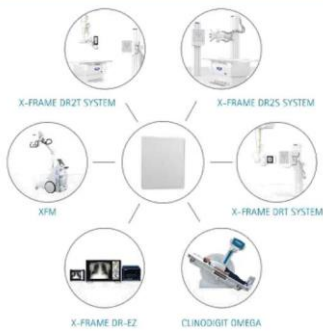 X-FRAME DR2T SYSTEM
X-FRAME DR2S SYSTEM
XFM
X-FRAME DRT SYSTEM
X-FRAME DR-EZ
CLINODIGIT OMEGA